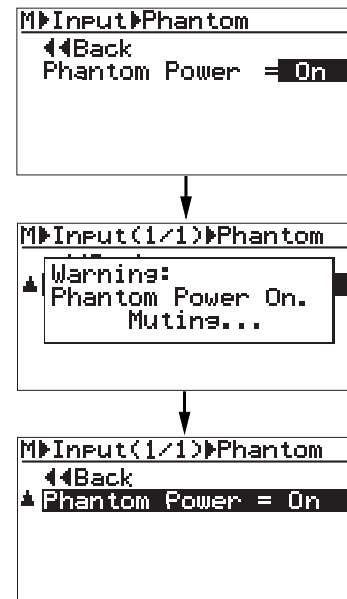 M▶Input▶Phantom
◀◀Back
Phantom Power = On
M▶Input(1/1)▶Phantom
Warning:
Phantom Power On.
Muting...
M▶Input(1/1)▶Phantom
◀◀Back
Phantom Power = On